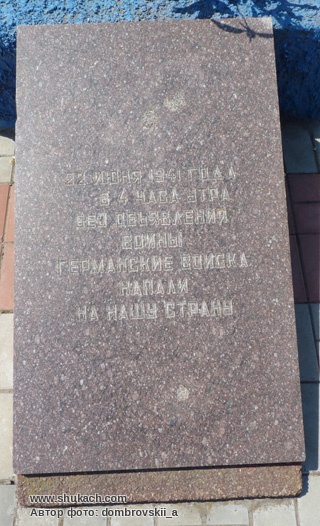 22 ИЮНЯ 1941 ГОДА
В 4 ЧАСА УТРА
БЕЗ ОБЪЯВЛЕНИЯ
ВОЙНЫ
ГЕРМАНСКИЕ ВОЙСКА
НАПАЛИ
НА НАШУ СТРАНУ
www.shukach.com
Автор фото: dombrovskii_a